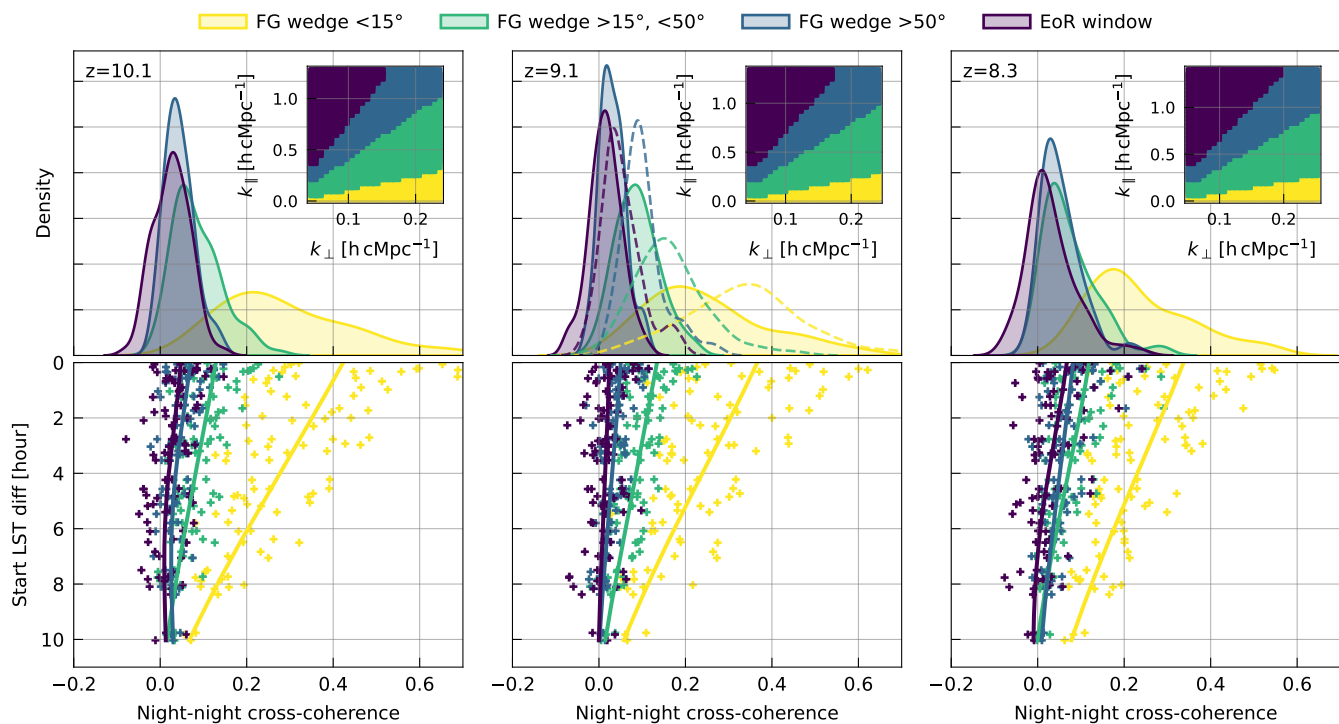 FG wedge <15° FG wedge >15°, <50° FG wedge >50° EoR window
z=10.1
1.0
0.5
0.0
k∥ [h cMpc⁻¹]
0.1 0.2
k⊥ [h cMpc⁻¹]
Density
z=9.1
1.0
0.5
0.0
k∥ [h cMpc⁻¹]
0.1 0.2
k⊥ [h cMpc⁻¹]
z=8.3
1.0
0.5
0.0
k∥ [h cMpc⁻¹]
0.1 0.2
k⊥ [h cMpc⁻¹]
Start LST diff [hour]
0
2
4
6
8
10
−0.2 0.0 0.2 0.4 0.6
Night-night cross-coherence
−0.2 0.0 0.2 0.4 0.6
Night-night cross-coherence
−0.2 0.0 0.2 0.4 0.6
Night-night cross-coherence